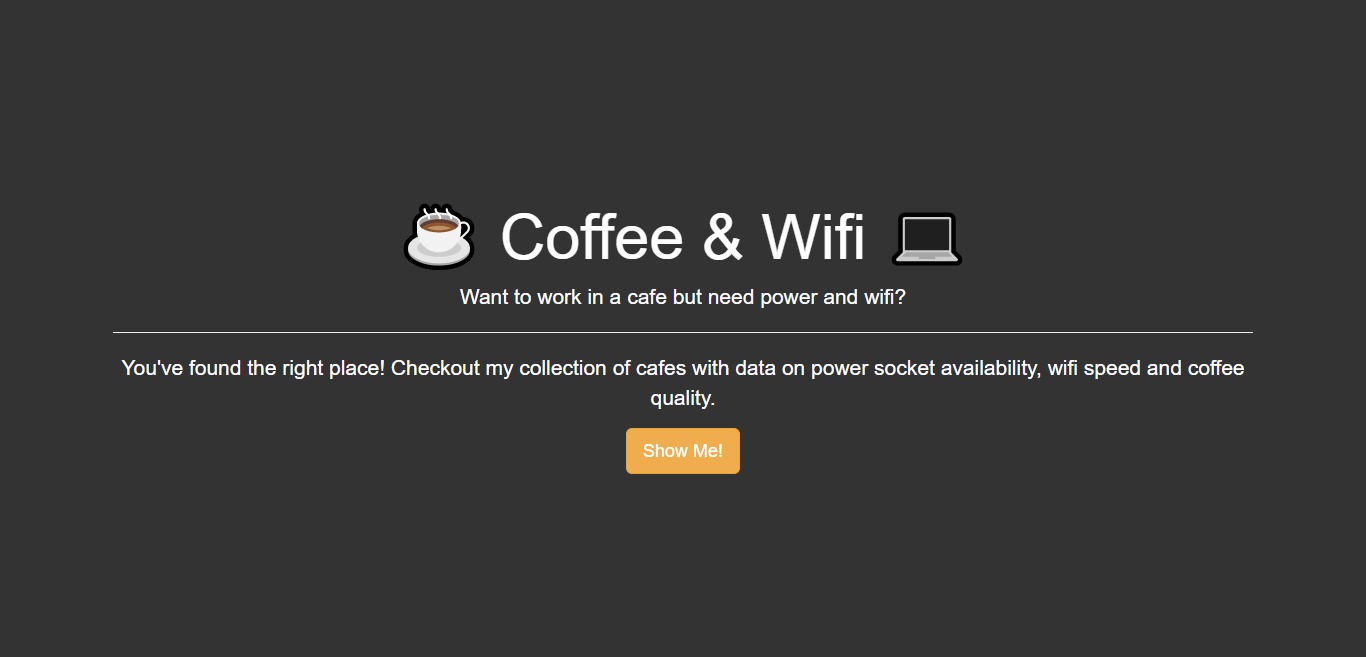 Coffee & Wifi
Want to work in a cafe but need power and wifi?
You've found the right place! Checkout my collection of cafes with data on power socket availability, wifi speed and coffee
quality.
Show Me!